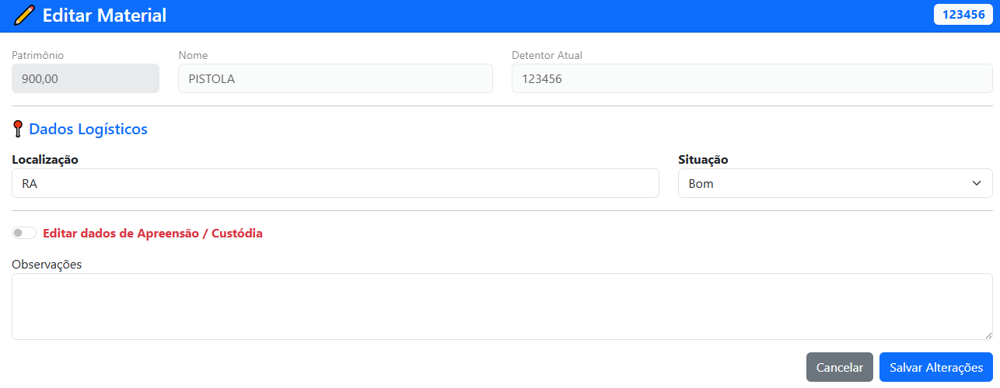 Editar Material
123456
Patrimônio
Nome
Detentor Atual
900,00
PISTOLA
123456
Dados Logísticos
Localização
Situação
RA
Bom
Editar dados de Apreensão / Custódia
Observações
Cancelar
Salvar Alterações